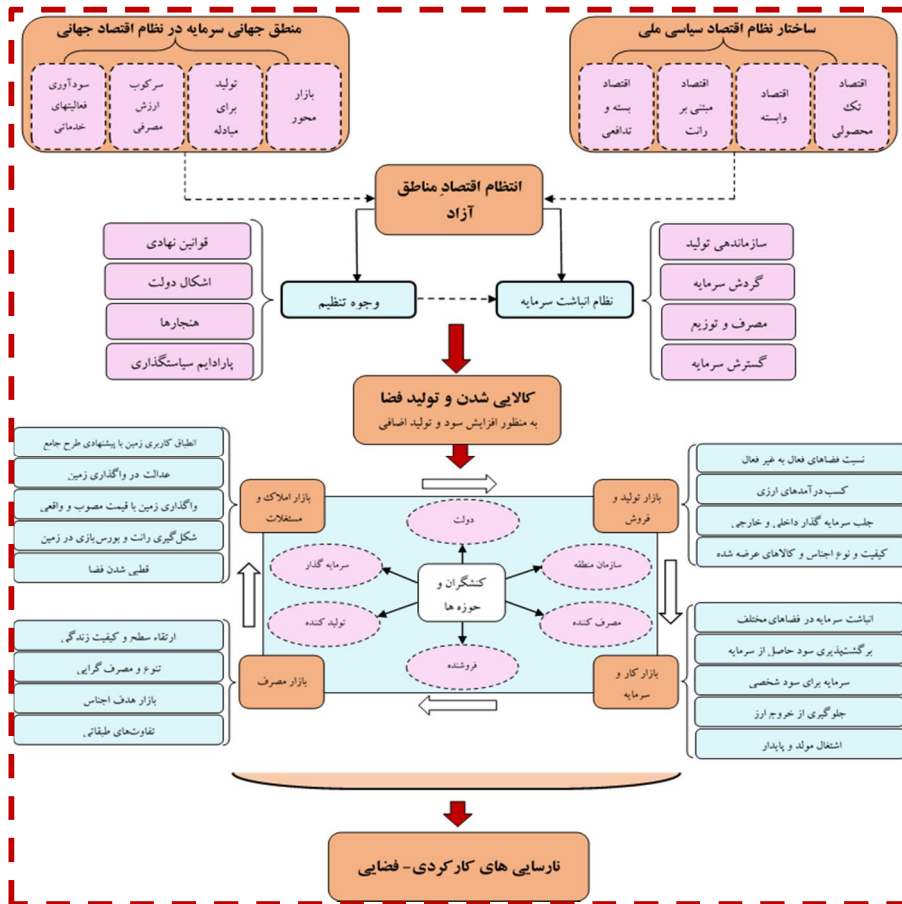 ساختار نظام اقتصاد سیاسی ملی
اقتصاد
تک
محصولی
اقتصاد
وابسته
اقتصاد
مبتنی بر
رانت
اقتصاد
بسته و
تدافعی
منطق جهانی سرمایه در نظام اقتصاد جهانی
بازار
محور
تولید
برای
مبادله
سرکوب
ارزش
مصرفی
سودآوری
فعالیتهای
خدماتی
انتظام اقتصادِ مناطق
آزاد
سازماندهی تولید
گردش سرمایه
مصرف و توزیع
گسترش سرمایه
نظام انباشت سرمایه
وجوه تنظیم
قوانین نهادی
اشکال دولت
هنجارها
پارادایم سیاستگذاری
کالایی شدن و تولید فضا
به منظور افزایش سود و تولید اضافی
نسبت فضاهای فعال به غیر فعال
کسب درآمدهای ارزی
جلب سرمایه گذار داخلی و خارجی
کیفیت و نوع اجناس و کالاهای عرضه شده
بازار تولید و
فروش
بازار املاک و
مستغلات
انطباق کاربری زمین با پیشنهادی طرح جامع
عدالت در واگذاری زمین
واگذاری زمین با قیمت مصوب و واقعی
شکل‌گیری رانت و بورس‌بازی در زمین
قطبی شدن فضا
دولت
سازمان منطقه
سرمایه گذار
کنشگران و
حوزه ها
مصرف کننده
تولید کننده
فروشنده
انباشت سرمایه در فضاهای مختلف
برگشت‌پذیری سود حاصل از سرمایه
سرمایه برای سود شخصی
جلوگیری از خروج ارز
اشتغال مولد و پایدار
بازار کار و
سرمایه
بازار مصرف
ارتقاء سطح و کیفیت زندگی
تنوع و مصرف گرایی
بازار هدف اجناس
تفاوت‌های طبقاتی
نارسایی های کارکردی- فضایی